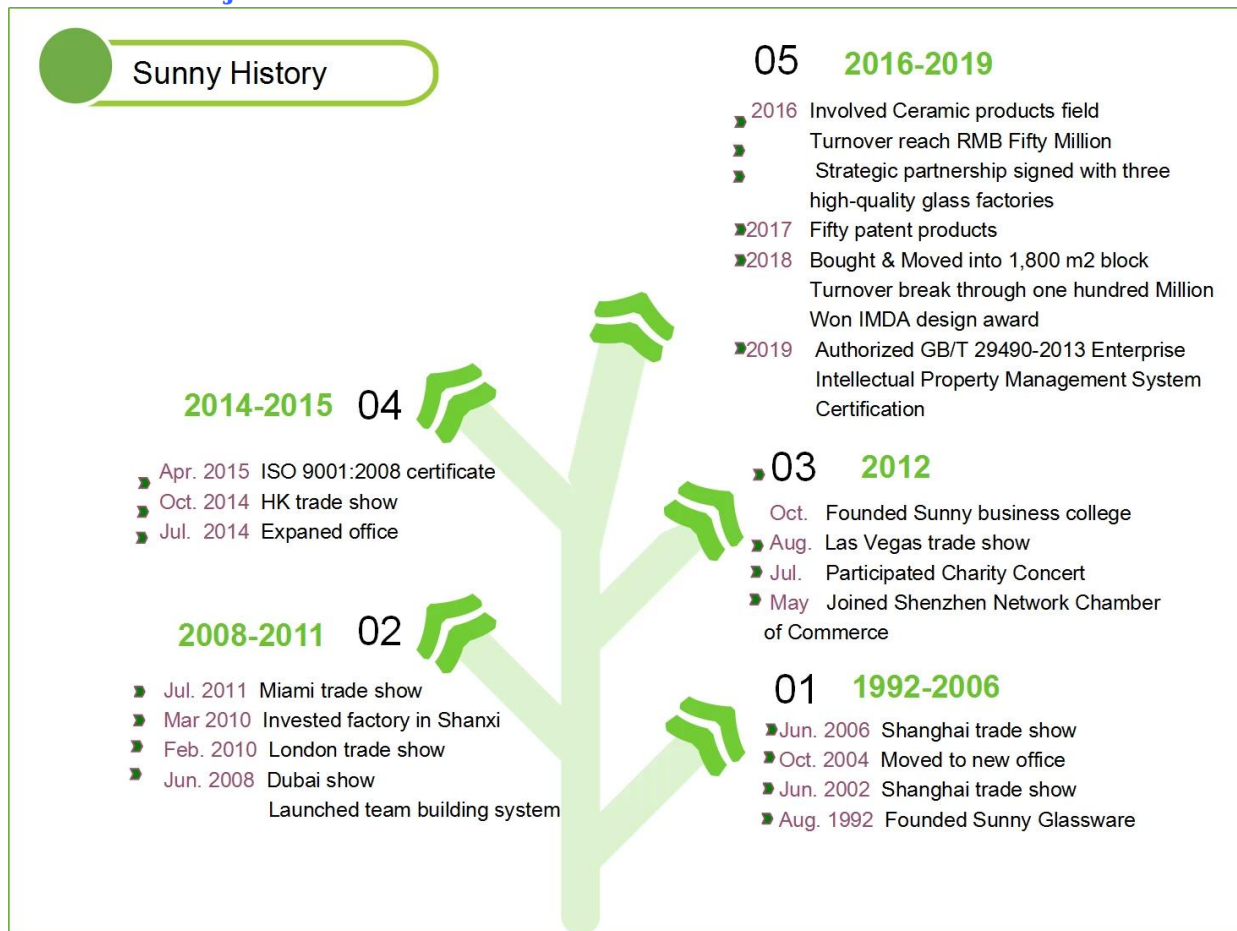 Sunny History
05 2016-2019
2016 Involved Ceramic products field
Turnover reach RMB Fifty Million
Strategic partnership signed with three
high-quality glass factories
2017 Fifty patent products
2018 Bought & Moved into 1,800 m2 block
Turnover break through one hundred Million
Won IMDA design award
2019 Authorized GB/T 29490-2013 Enterprise
Intellectual Property Management System
Certification
2014-2015 04
Apr. 2015 ISO 9001:2008 certificate
Oct. 2014 HK trade show
Jul. 2014 Expaned office
03 2012
Oct. Founded Sunny business college
Aug. Las Vegas trade show
Jul. Participated Charity Concert
May Joined Shenzhen Network Chamber
of Commerce
2008-2011 02
Jul. 2011 Miami trade show
Mar 2010 Invested factory in Shanxi
Feb. 2010 London trade show
Jun. 2008 Dubai show
Launched team building system
01 1992-2006
Jun. 2006 Shanghai trade show
Oct. 2004 Moved to new office
Jun. 2002 Shanghai trade show
Aug. 1992 Founded Sunny Glassware